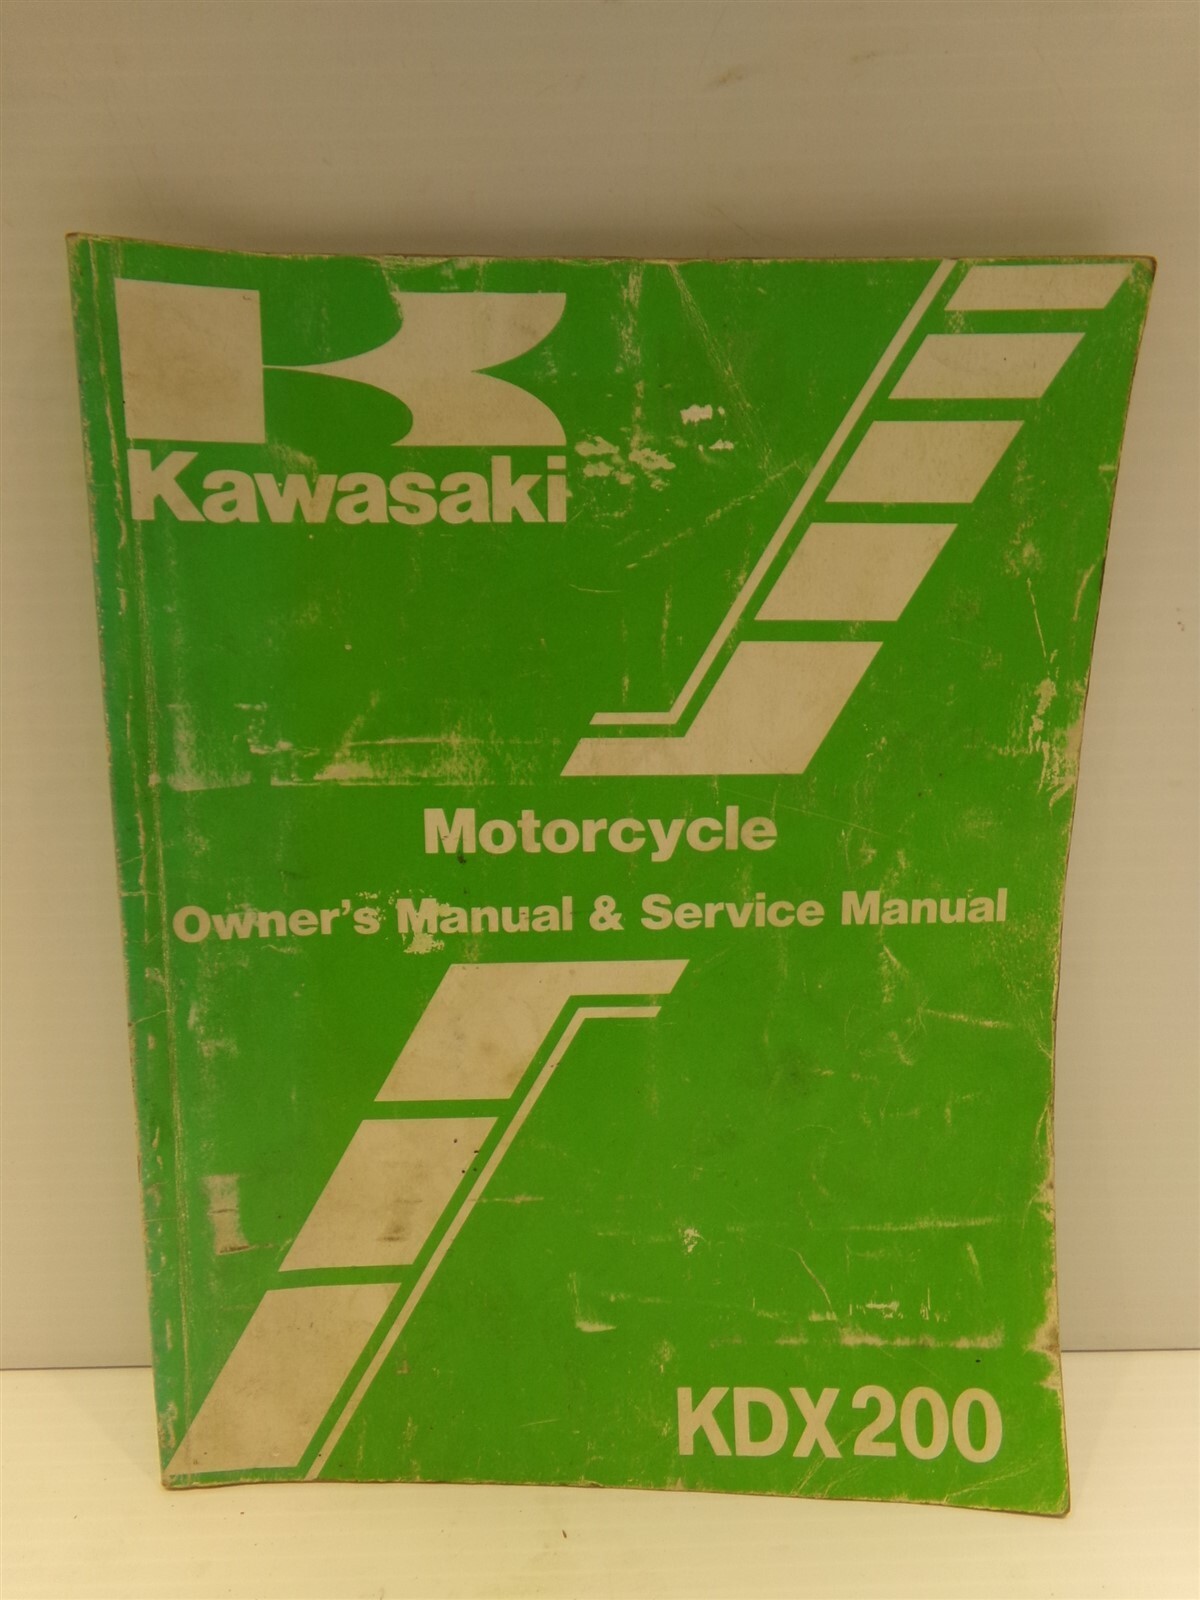 Kawasaki
Motorcycle
Owner's Manual & Service Manual
KDX200